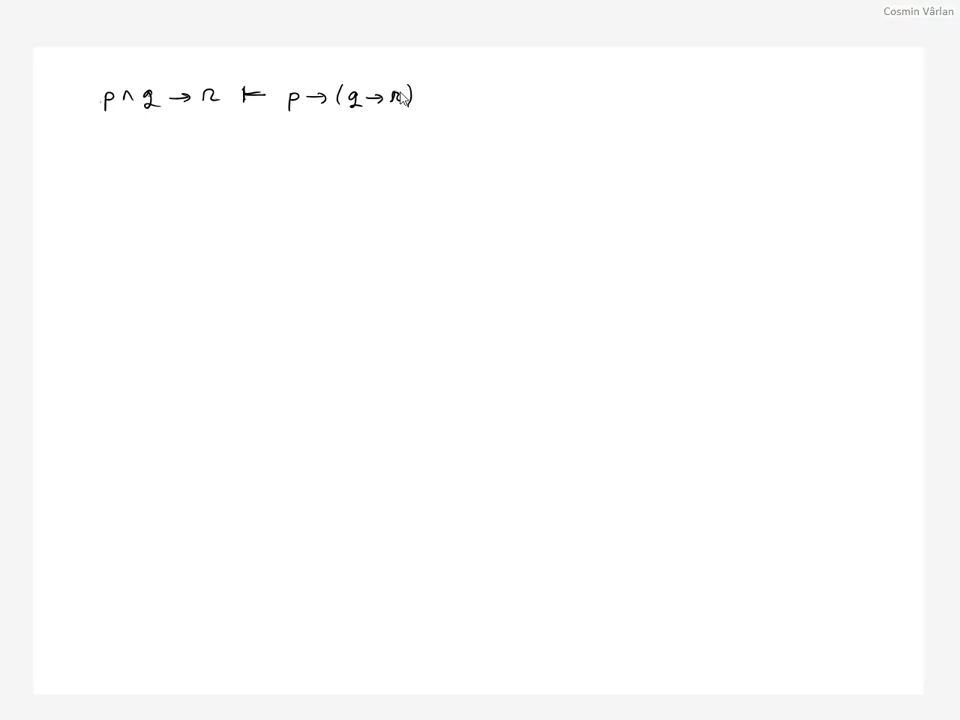 Cosmin Vârlan
p ∧ q → r ⊢ p → (q → r)